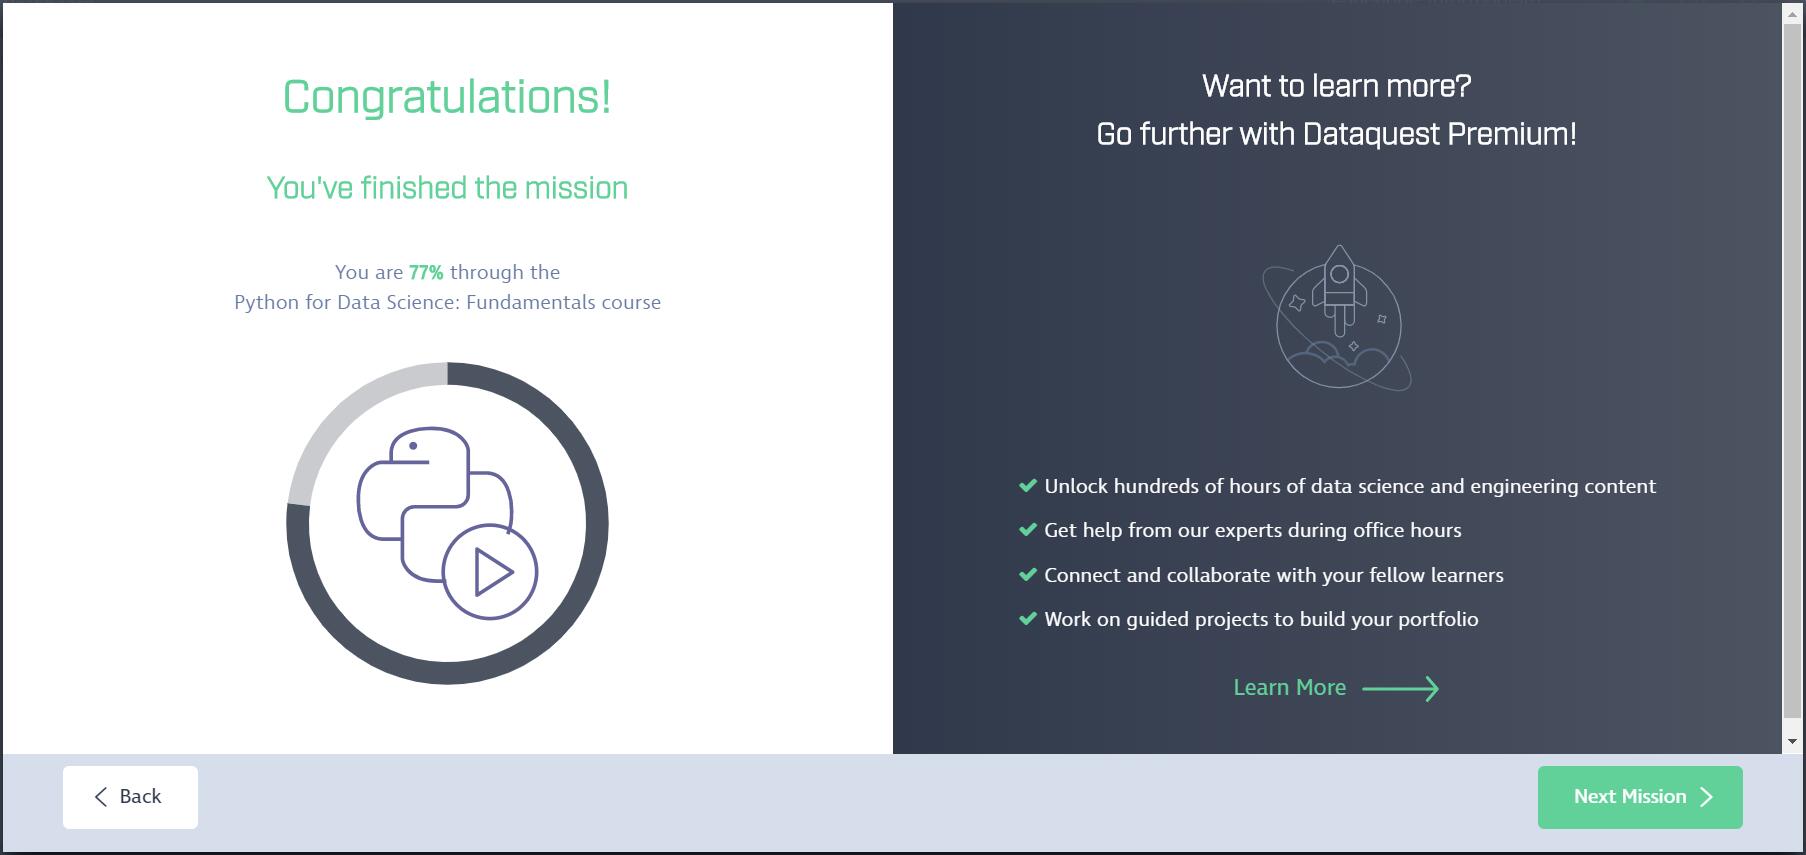 Congratulations!
You've finished the mission
You are 77% through the
Python for Data Science: Fundamentals course
Want to learn more?
Go further with Dataquest Premium!
Unlock hundreds of hours of data science and engineering content
Get help from our experts during office hours
Connect and collaborate with your fellow learners
Work on guided projects to build your portfolio
Learn More
Back
Next Mission